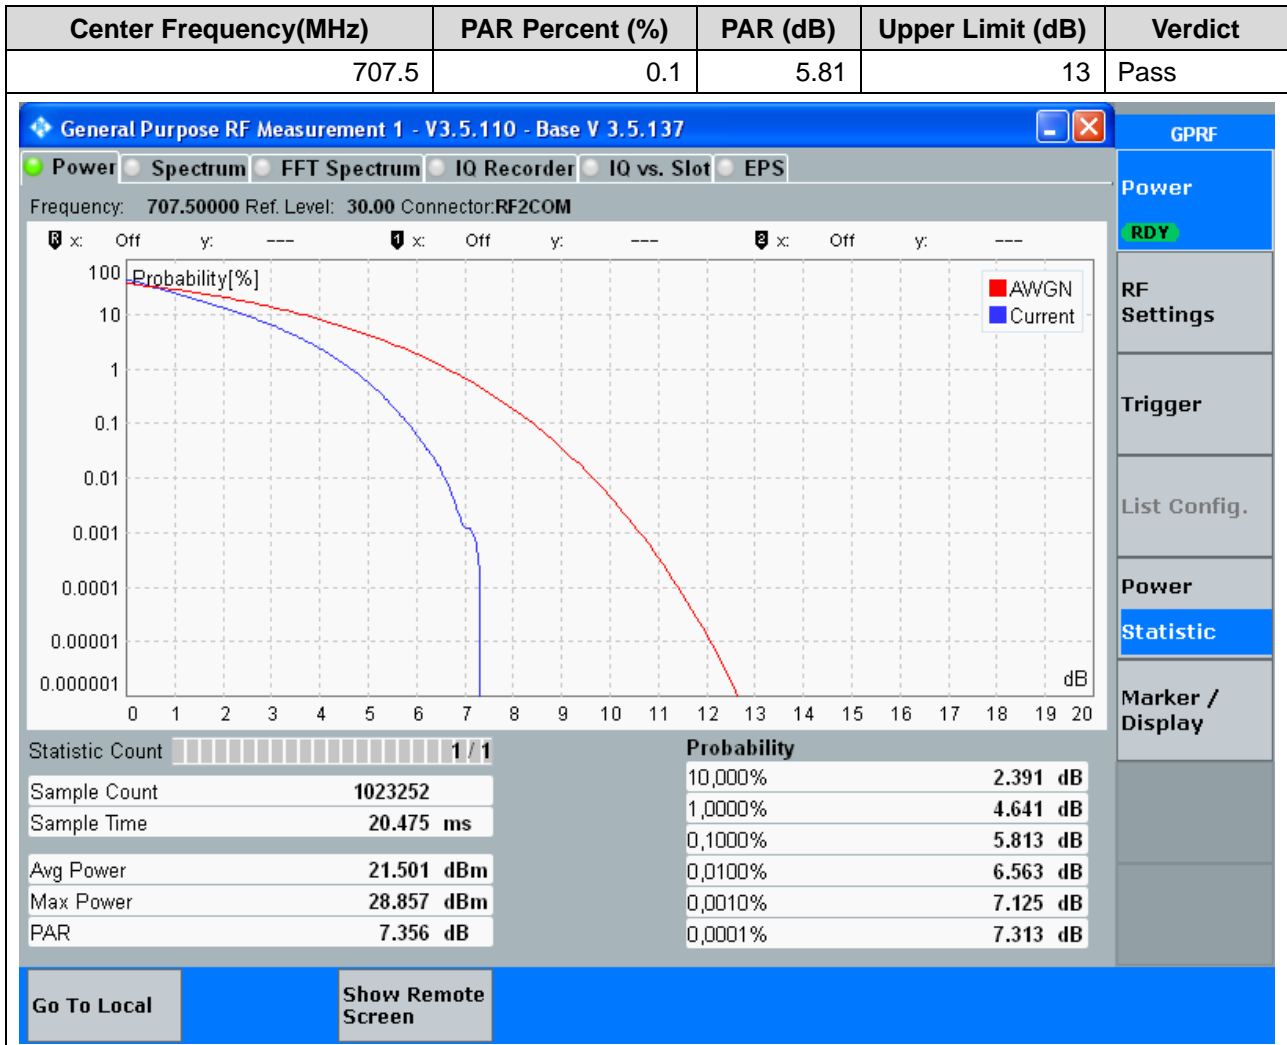 Center Frequency(MHz) PAR Percent (%) PAR (dB) Upper Limit (dB) Verdict
707.5 0.1 5.81 13 Pass
General Purpose RF Measurement 1 - V3.5.110 - Base V 3.5.137
GPRF
Power Spectrum FFT Spectrum IQ Recorder IQ vs. Slot EPS
Power
RDY
Frequency: 707.50000 Ref. Level: 30.00 Connector:RF2COM
R x: Off y: --- 1 x: Off y: --- 2 x: Off y: ---
Probability[%]
AWGN
Current
100
10
1
0.1
0.01
0.001
0.0001
0.00001
0.000001
dB
0 1 2 3 4 5 6 7 8 9 10 11 12 13 14 15 16 17 18 19 20
RF
Settings
Trigger
List Config.
Power
Statistic
Marker /
Display
Statistic Count 1 / 1
Sample Count 1023252
Sample Time 20.475 ms
Avg Power 21.501 dBm
Max Power 28.857 dBm
PAR 7.356 dB
Probability
10,000% 2.391 dB
1,0000% 4.641 dB
0,1000% 5.813 dB
0,0100% 6.563 dB
0,0010% 7.125 dB
0,0001% 7.313 dB
Go To Local
Show Remote
Screen